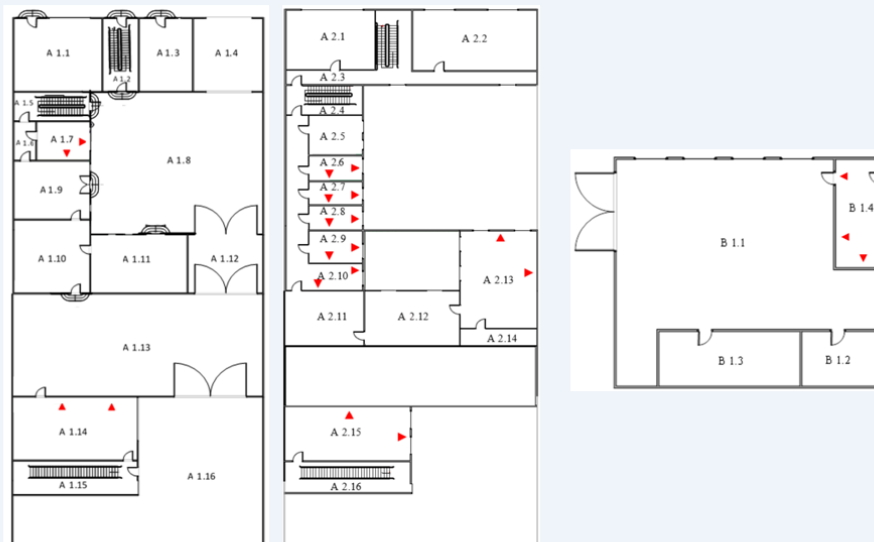 A 1.1
A 1.2
A 1.3
A 1.4
A 1.5
A 1.6
A 1.7
A 1.8
A 1.9
A 1.10
A 1.11
A 1.12
A 1.13
A 1.14
A 1.15
A 1.16
A 2.1
A 2.2
A 2.3
A 2.4
A 2.5
A 2.6
A 2.7
A 2.8
A 2.9
A 2.10
A 2.11
A 2.12
A 2.13
A 2.14
A 2.15
A 2.16
B 1.1
B 1.4
B 1.3
B 1.2